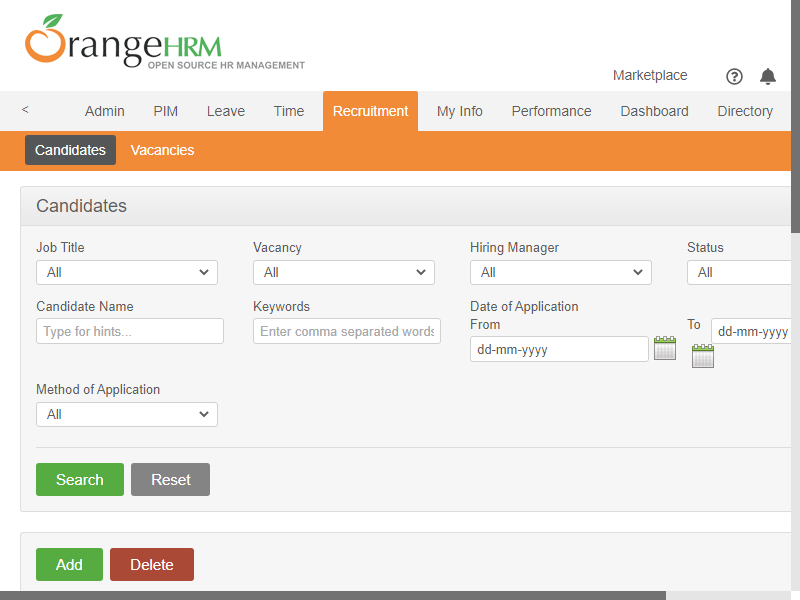 OrangeHRM
OPEN SOURCE HR MANAGEMENT
Marketplace
?
< Admin PIM Leave Time Recruitment My Info Performance Dashboard Directory
Candidates Vacancies
Candidates
Job Title Vacancy Hiring Manager Status
All All All All
Candidate Name Keywords Date of Application
From To
Type for hints... Enter comma separated words dd-mm-yyyy
dd-mm-yyyy
Method of Application
All
Search Reset
Add Delete